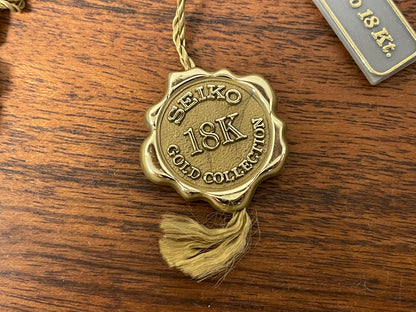 SEIKO
18K
GOLD COLLECTION
o 18 Kt.